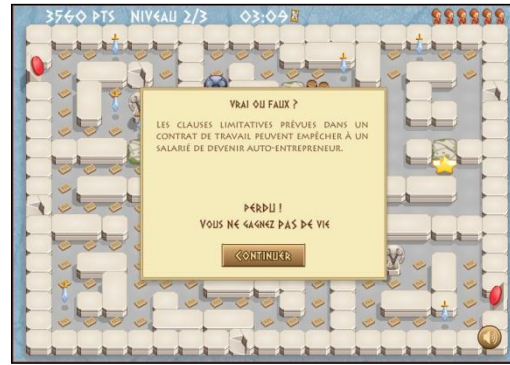 3560 PTS NIVEAU 2/3 03:09
VRAI OU FAUX ?
LES CLAUSES LIMITATIVES PRÉVUES DANS UN
CONTRAT DE TRAVAIL PEUVENT EMPÊCHER À UN
SALARIÉ DE DEVENIR AUTO-ENTREPRENEUR.
PERDU !
VOUS NE GAGNEZ PAS DE VIE
CONTINUER